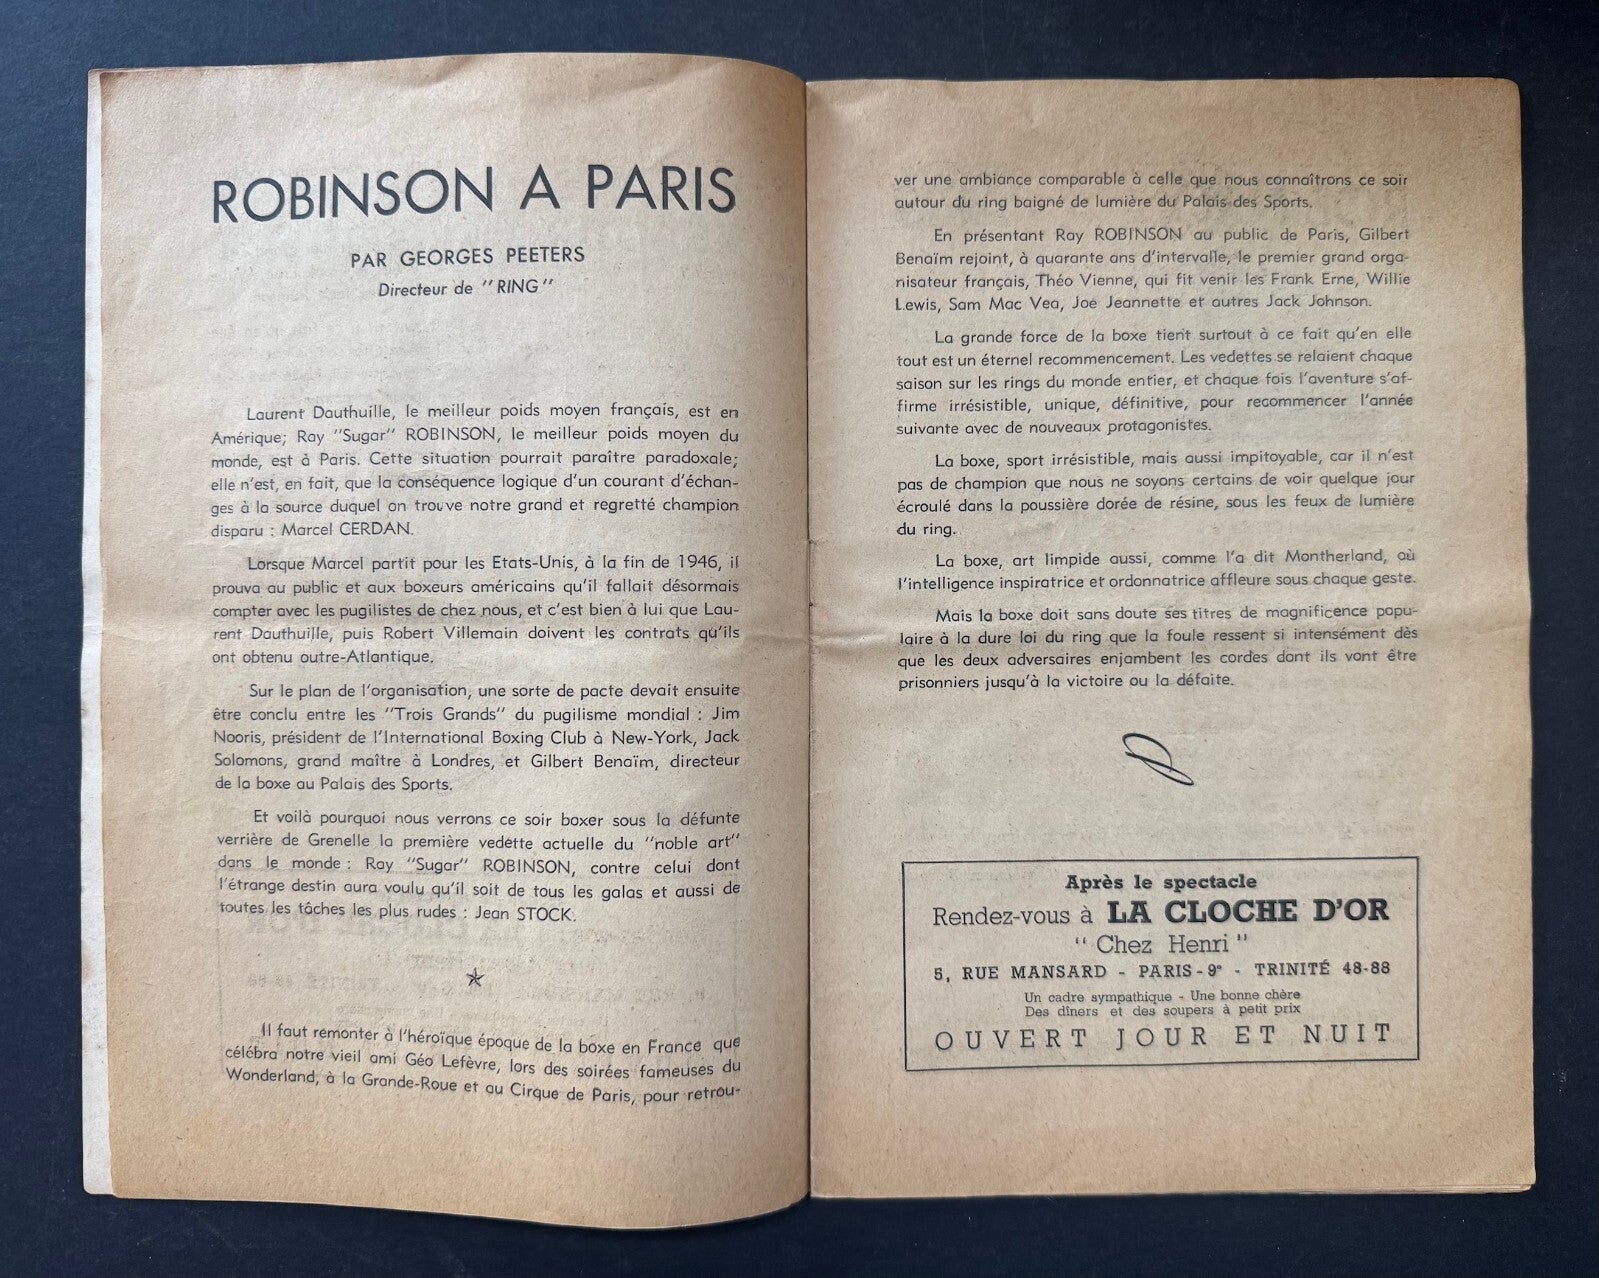 ROBINSON A PARIS
PAR GEORGES PEETERS
Directeur de "RING"
Laurent Dauthuille, le meilleur poids moyen français, est en
Amérique; Ray "Sugar" ROBINSON, le meilleur poids moyen du
monde, est à Paris. Cette situation pourrait paraître paradoxale;
elle n'est, en fait, que la conséquence logique d'un courant d'échan-
ges à la source duquel on trouve notre grand et regretté champion
disparu : Marcel CERDAN.
Lorsque Marcel partit pour les Etats-Unis, à la fin de 1946, il
prouva au public et aux boxeurs américains qu'il fallait désormais
compter avec les pugilistes de chez nous, et c'est bien à lui que Lau-
rent Dauthuille, puis Robert Villemain doivent les contrats qu'ils
ont obtenu outre-Atlantique.
Sur le plan de l'organisation, une sorte de pacte devait ensuite
être conclu entre les "Trois Grands" du pugilisme mondial : Jim
Nooris, président de l'International Boxing Club à New-York, Jack
Solomons, grand maître à Londres, et Gilbert Benaïm, directeur
de la boxe au Palais des Sports.
Et voilà pourquoi nous verrons ce soir boxer sous la défunte
verrière de Grenelle la première vedette actuelle du "noble art"
dans le monde : Ray "Sugar" ROBINSON, contre celui dont
l'étrange destin aura voulu qu'il soit de tous les galas et aussi de
toutes les tâches les plus rudes : Jean STOCK.
Il faut remonter à l'héroïque époque de la boxe en France que
célébra notre vieil ami Géo Lefèvre, lors des soirées fameuses du
Wonderland, à la Grande-Roue et au Cirque de Paris, pour retrou-
ver une ambiance comparable à celle que nous connaîtrons ce soir
autour du ring baigné de lumière du Palais des Sports.
En présentant Ray ROBINSON au public de Paris, Gilbert
Benaïm rejoint, à quarante ans d'intervalle, le premier grand orga-
nisateur français, Théo Vienne, qui fit venir les Frank Erne, Willie
Lewis, Sam Mac Vea, Joe Jeannette et autres Jack Johnson.
La grande force de la boxe tient surtout à ce fait qu'en elle
tout est un éternel recommencement. Les vedettes se relaient chaque
saison sur les rings du monde entier, et chaque fois l'aventure s'af-
firme irrésistible, unique, définitive, pour recommencer l'année
suivante avec de nouveaux protagonistes.
La boxe, sport irrésistible, mais aussi impitoyable, car il n'est
pas de champion que nous ne soyons certains de voir quelque jour
écroulé dans la poussière dorée de résine, sous les feux de lumière
du ring.
La boxe, art limpide aussi, comme l'a dit Montherland, où
l'intelligence inspiratrice et ordonnatrice affleure sous chaque geste.
Mais la boxe doit sans doute ses titres de magnificence popu-
laire à la dure loi du ring que la foule ressent si intensément dès
que les deux adversaires enjambent les cordes dont ils vont être
prisonniers jusqu'à la victoire ou la défaite.
Après le spectacle
Rendez-vous à LA CLOCHE D'OR
"Chez Henri"
5, RUE MANSARD - PARIS-9e - TRINITÉ 48-88
Un cadre sympathique - Une bonne chère
Des dîners et des soupers à petit prix
OUVERT JOUR ET NUIT